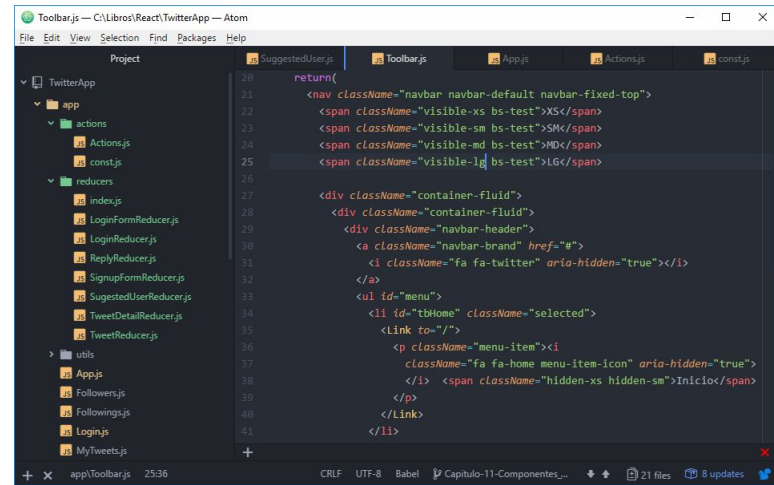 Toolbar.js — C:\Libros\React\TwitterApp — Atom
File Edit View Selection Find Packages Help
Project
SuggestedUser.js Toolbar.js App.js Actions.js const.js
TwitterApp
app
actions
Actions.js
const.js
reducers
index.js
LoginFormReducer.js
LoginReducer.js
ReplyReducer.js
SignupFormReducer.js
SugestedUserReducer.js
TweetDetailReducer.js
TweetReducer.js
utils
App.js
Followers.js
Followings.js
Login.js
MyTweets.js
20 return(
21 <nav className="navbar navbar-default navbar-fixed-top">
22 <span className="visible-xs bs-test">XS</span>
23 <span className="visible-sm bs-test">SM</span>
24 <span className="visible-md bs-test">MD</span>
25 <span className="visible-lg bs-test">LG</span>
26
27 <div className="container-fluid">
28 <div className="container-fluid">
29 <div className="navbar-header">
30 <a className="navbar-brand" href="#">
31 <i className="fa fa-twitter" aria-hidden="true"></i>
32 </a>
33 <ul id="menu">
34 <li id="tbHome" className="selected">
35 <Link to="/">
36 <p className="menu-item"><i
37 className="fa fa-home menu-item-icon" aria-hidden="true">
38 </i> <span className="hidden-xs hidden-sm">Inicio</span>
39 </p>
40 </Link>
41 </li>
app\Toolbar.js 25:36 CRLF UTF-8 Babel Capitulo-11-Componentes_... 21 files 8 updates